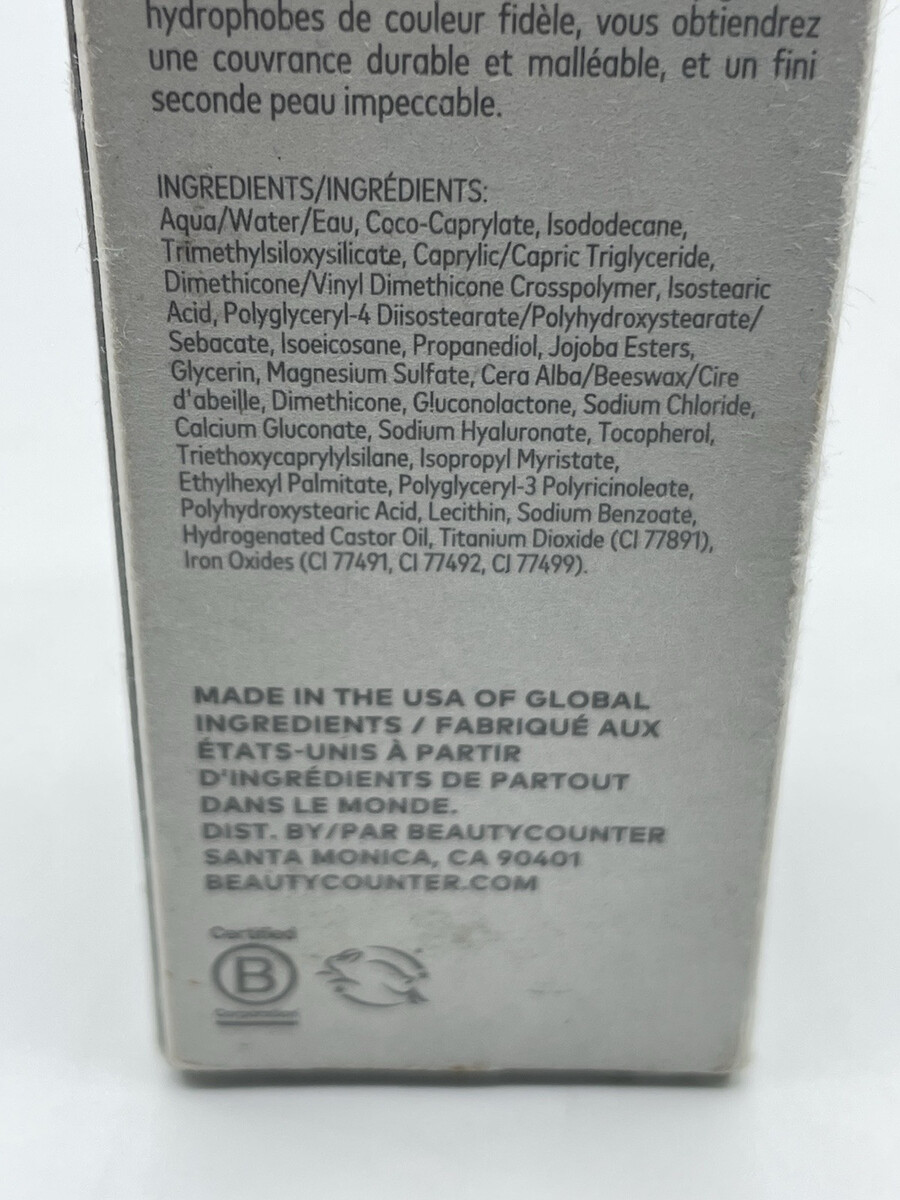 hydrophobes de couleur fidèle, vous obtiendrez
une couvrance durable et malléable, et un fini
seconde peau impeccable.
INGREDIENTS/INGRÉDIENTS:
Aqua/Water/Eau, Coco-Caprylate, Isododecane,
Trimethylsiloxysilicate, Caprylic/Capric Triglyceride,
Dimethicone/Vinyl Dimethicone Crosspolymer, Isostearic
Acid, Polyglyceryl-4 Diisostearate/Polyhydroxystearate/
Sebacate, Isoeicosane, Propanediol, Jojoba Esters,
Glycerin, Magnesium Sulfate, Cera Alba/Beeswax/Cire
d'abeille, Dimethicone, Gluconolactone, Sodium Chloride,
Calcium Gluconate, Sodium Hyaluronate, Tocopherol,
Triethoxycaprylylsilane, Isopropyl Myristate,
Ethylhexyl Palmitate, Polyglyceryl-3 Polyricinoleate,
Polyhydroxystearic Acid, Lecithin, Sodium Benzoate,
Hydrogenated Castor Oil, Titanium Dioxide (CI 77891),
Iron Oxides (CI 77491, CI 77492, CI 77499).
MADE IN THE USA OF GLOBAL
INGREDIENTS / FABRIQUÉ AUX
ÉTATS-UNIS À PARTIR
D'INGRÉDIENTS DE PARTOUT
DANS LE MONDE.
DIST. BY/PAR BEAUTYCOUNTER
SANTA MONICA, CA 90401
BEAUTYCOUNTER.COM
Certified
B
Corporation